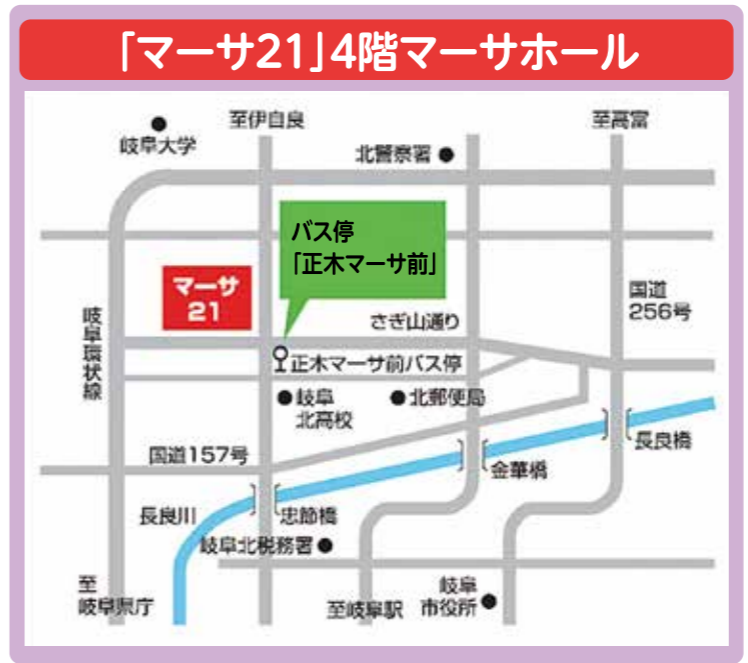 「マーサ21」4階マーサホール
至伊自良
至高富
岐阜大学
北警察署
バス停
「正木マーサ前」
マーサ
21
国道
256号
岐阜環状線
さぎ山通り
正木マーサ前バス停
岐阜
北高校
北郵便局
長良橋
国道157号
金華橋
長良川
忠節橋
岐阜北税務署
至
岐阜県庁
至岐阜駅
岐阜
市役所